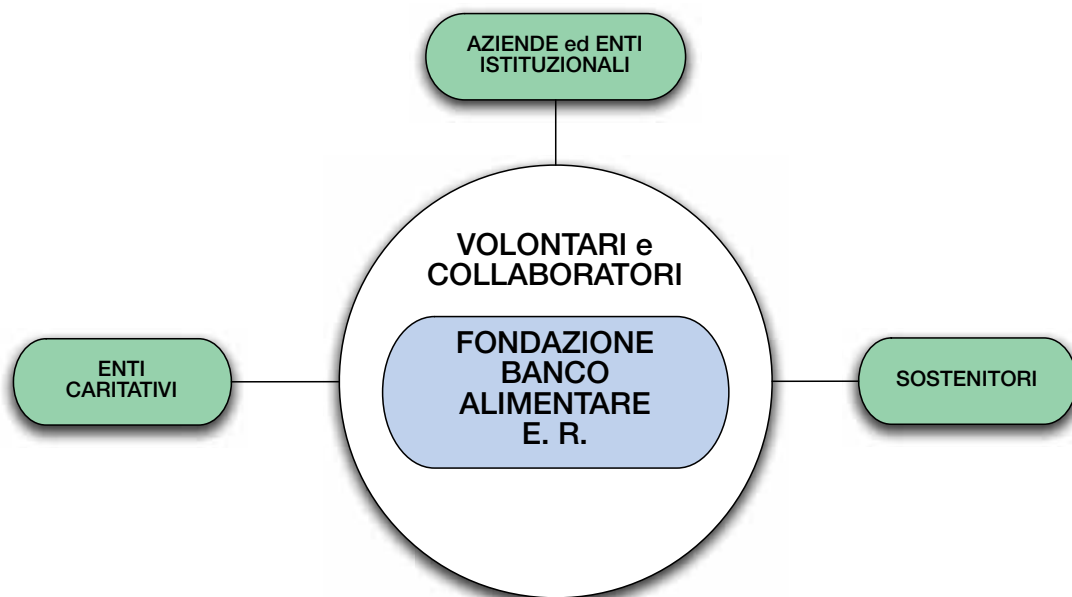 AZIENDE ed ENTI
ISTITUZIONALI
VOLONTARI e
COLLABORATORI
FONDAZIONE
BANCO
ALIMENTARE
E. R.
ENTI
CARITATIVI
SOSTENITORI